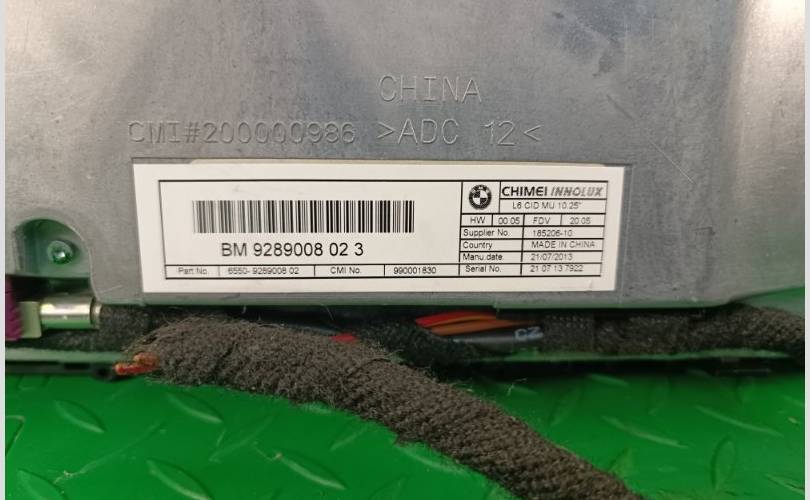 CHINA
CMI#200000986 >ADC 12<
BMW CHIMEI INNOLUX
L6 CID MU 10.25"
HW 00 05 FDV 20 05
Supplier No. 185206-10
Country MADE IN CHINA
Manu.date 21/07/2013
Serial No. 21 07 13 7922
BM 9289008 02 3
Part No. 6550- 9289008 02 CMI No. 990001830
CZ